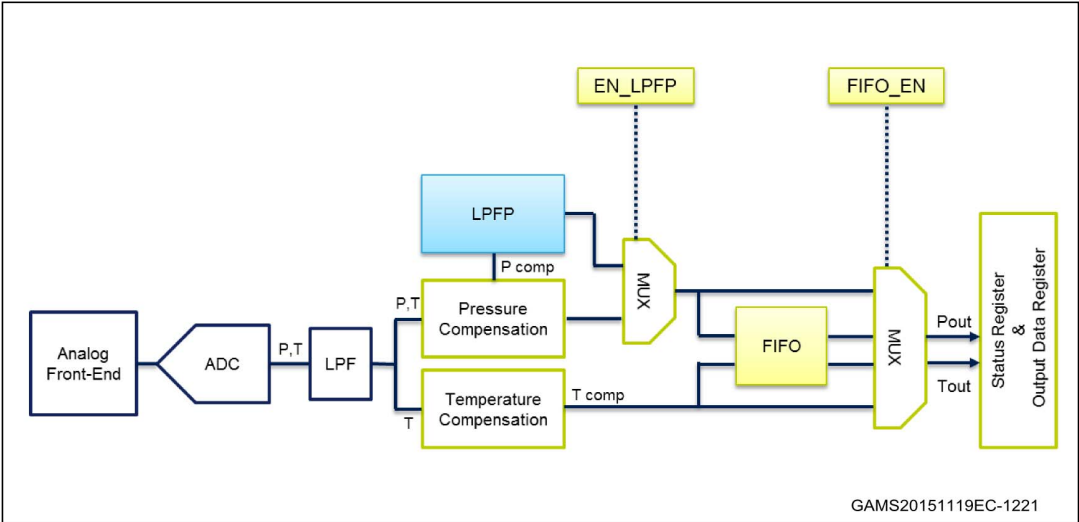 EN_LPFP
FIFO_EN
LPFP
P comp
P,T
Pressure
Compensation
MUX
Analog
Front-End
ADC
P,T
LPF
FIFO
MUX
Pout
Tout
Status Register
&
Output Data Register
T
Temperature
Compensation
T comp
GAMS20151119EC-1221